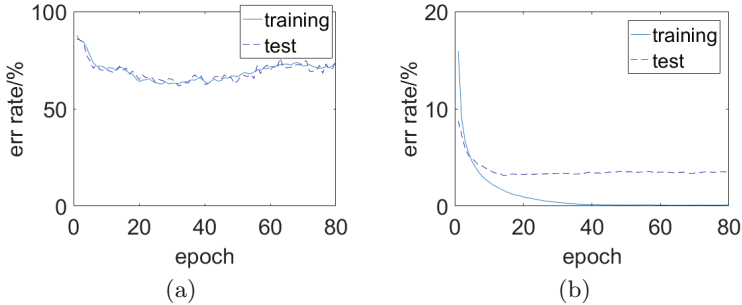 100
50
0
err rate/%
0 20 40 60 80
epoch
training
test
(a)
20
10
0
err rate/%
0 20 40 60 80
epoch
training
test
(b)